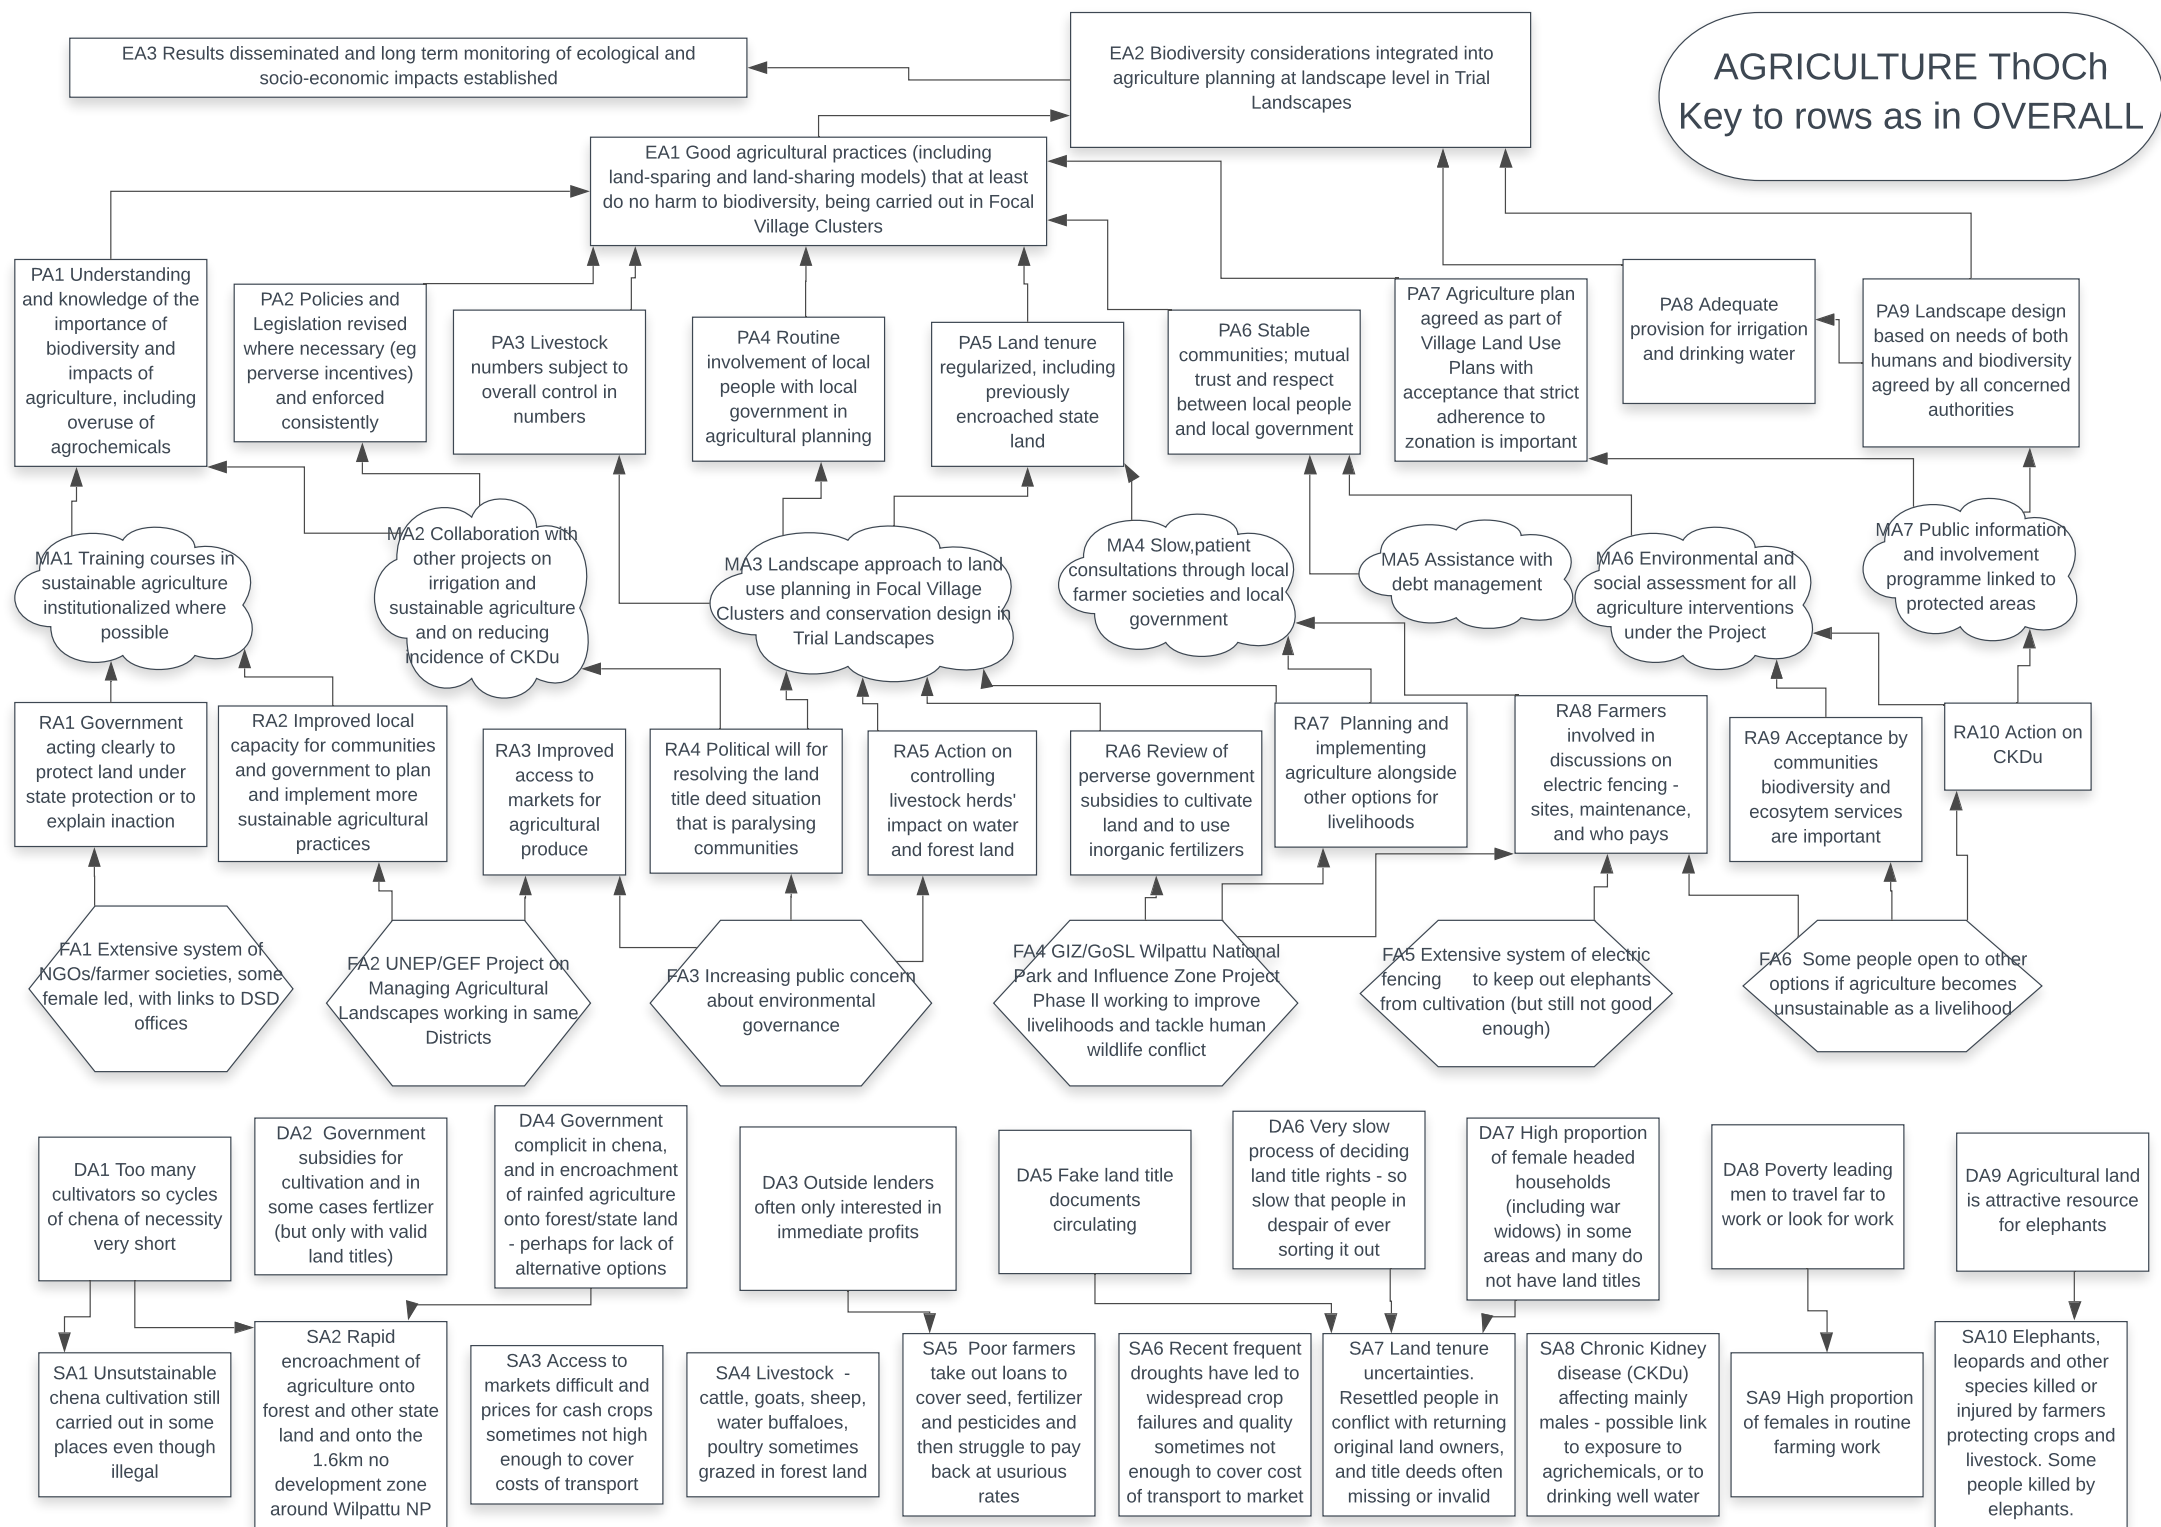 EA3 Results disseminated and long term monitoring of ecological and
socio-economic impacts established
EA2 Biodiversity considerations integrated into
agriculture planning at landscape level in Trial
Landscapes
AGRICULTURE ThOCh
Key to rows as in OVERALL
EA1 Good agricultural practices (including
land-sparing and land-sharing models) that at least
do no harm to biodiversity, being carried out in Focal
Village Clusters
PA1 Understanding
and knowledge of the
importance of
biodiversity and
impacts of
agriculture, including
overuse of
agrochemicals
PA2 Policies and
Legislation revised
where necessary (eg
perverse incentives)
and enforced
consistently
PA3 Livestock
numbers subject to
overall control in
numbers
PA4 Routine
involvement of local
people with local
government in
agricultural planning
PA5 Land tenure
regularized, including
previously
encroached state
land
PA6 Stable
communities; mutual
trust and respect
between local people
and local government
PA7 Agriculture plan
agreed as part of
Village Land Use
Plans with
acceptance that strict
adherence to
zonation is important
PA8 Adequate
provision for irrigation
and drinking water
PA9 Landscape design
based on needs of both
humans and biodiversity
agreed by all concerned
authorities
MA1 Training courses in
sustainable agriculture
institutionalized where
possible
MA2 Collaboration with
other projects on
irrigation and
sustainable agriculture
and on reducing
incidence of CKDu
MA3 Landscape approach to land
use planning in Focal Village
Clusters and conservation design in
Trial Landscapes
MA4 Slow,patient
consultations through local
farmer societies and local
government
MA5 Assistance with
debt management
MA6 Environmental and
social assessment for all
agriculture interventions
under the Project
MA7 Public information
and involvement
programme linked to
protected areas
RA1 Government
acting clearly to
protect land under
state protection or to
explain inaction
RA2 Improved local
capacity for communities
and government to plan
and implement more
sustainable agricultural
practices
RA3 Improved
access to
markets for
agricultural
produce
RA4 Political will for
resolving the land
title deed situation
that is paralysing
communities
RA5 Action on
controlling
livestock herds'
impact on water
and forest land
RA6 Review of
perverse government
subsidies to cultivate
land and to use
inorganic fertilizers
RA7  Planning and
implementing
agriculture alongside
other options for
livelihoods
RA8 Farmers
involved in
discussions on
electric fencing -
sites, maintenance,
and who pays
RA9 Acceptance by
communities
biodiversity and
ecosytem services
are important
RA10 Action on
CKDu
FA1 Extensive system of
NGOs/farmer societies, some
female led, with links to DSD
offices
FA2 UNEP/GEF Project on
Managing Agricultural
Landscapes working in same
Districts
FA3 Increasing public concern
about environmental
governance
FA4 GIZ/GoSL Wilpattu National
Park and Influence Zone Project
Phase ll working to improve
livelihoods and tackle human
wildlife conflict
FA5 Extensive system of electric
fencing      to keep out elephants
from cultivation (but still not good
enough)
FA6  Some people open to other
options if agriculture becomes
unsustainable as a livelihood
DA1 Too many
cultivators so cycles
of chena of necessity
very short
DA2  Government
subsidies for
cultivation and in
some cases fertlizer
(but only with valid
land titles)
DA4 Government
complicit in chena,
and in encroachment
of rainfed agriculture
onto forest/state land
- perhaps for lack of
alternative options
DA3 Outside lenders
often only interested in
immediate profits
DA5 Fake land title
documents
circulating
DA6 Very slow
process of deciding
land title rights - so
slow that people in
despair of ever
sorting it out
DA7 High proportion
of female headed
households
(including war
widows) in some
areas and many do
not have land titles
DA8 Poverty leading
men to travel far to
work or look for work
DA9 Agricultural land
is attractive resource
for elephants
SA1 Unsutstainable
chena cultivation still
carried out in some
places even though
illegal
SA2 Rapid
encroachment of
agriculture onto
forest and other state
land and onto the
1.6km no
development zone
around Wilpattu NP
SA3 Access to
markets difficult and
prices for cash crops
sometimes not high
enough to cover
costs of transport
SA4 Livestock  -
cattle, goats, sheep,
water buffaloes,
poultry sometimes
grazed in forest land
SA5  Poor farmers
take out loans to
cover seed, fertilizer
and pesticides and
then struggle to pay
back at usurious
rates
SA6 Recent frequent
droughts have led to
widespread crop
failures and quality
sometimes not
enough to cover cost
of transport to market
SA7 Land tenure
uncertainties.
Resettled people in
conflict with returning
original land owners,
and title deeds often
missing or invalid
SA8 Chronic Kidney
disease (CKDu)
affecting mainly
males - possible link
to exposure to
agrichemicals, or to
drinking well water
SA9 High proportion
of females in routine
farming work
SA10 Elephants,
leopards and other
species killed or
injured by farmers
protecting crops and
livestock. Some
people killed by
elephants.